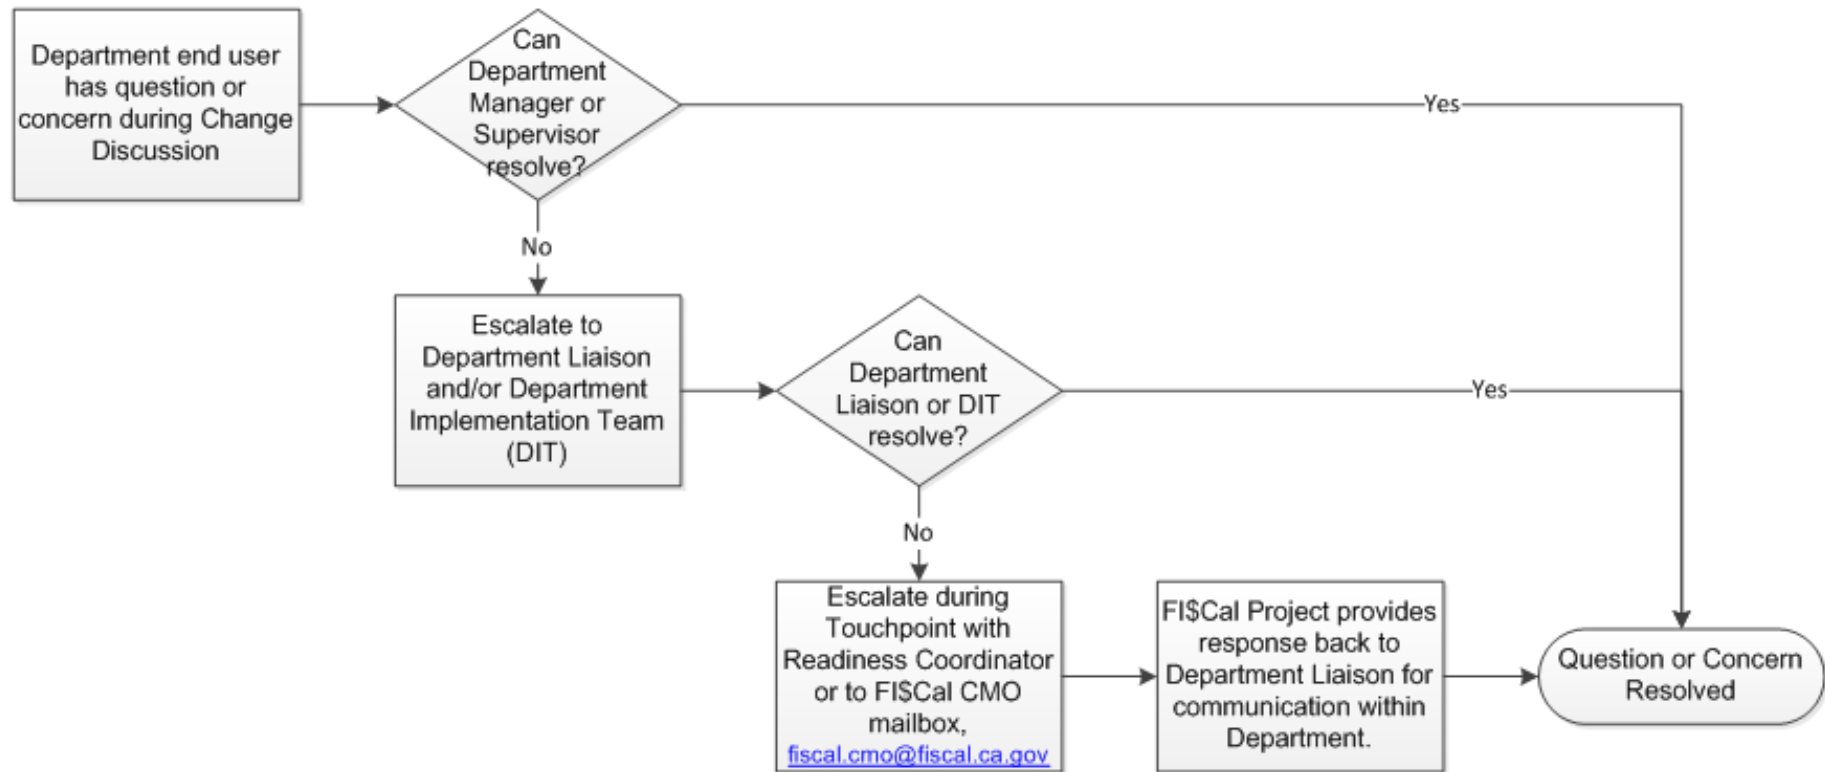 Department end user
has question or
concern during Change
Discussion
Can
Department
Manager or
Supervisor
resolve?
Yes
No
Escalate to
Department Liaison
and/or Department
Implementation Team
(DIT)
Can
Department
Liaison or DIT
resolve?
Yes
No
Escalate during
Touchpoint with
Readiness Coordinator
or to FI$Cal CMO
mailbox,
fiscal.cmo@fiscal.ca.gov
FI$Cal Project provides
response back to
Department Liaison for
communication within
Department.
Question or Concern
Resolved